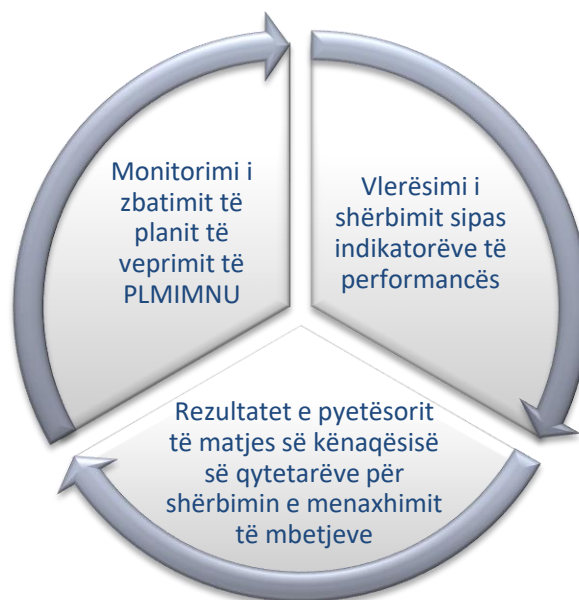 Monitorimi i
zbatimit të
planit të
veprimit të
PLMIMNU
Vlerësimi i
shërbimit sipas
indikatorëve të
performancës
Rezultatet e pyetësorit
të matjes së kënaqësisë
së qytetarëve për
shërbimin e menaxhimit
të mbetjeve